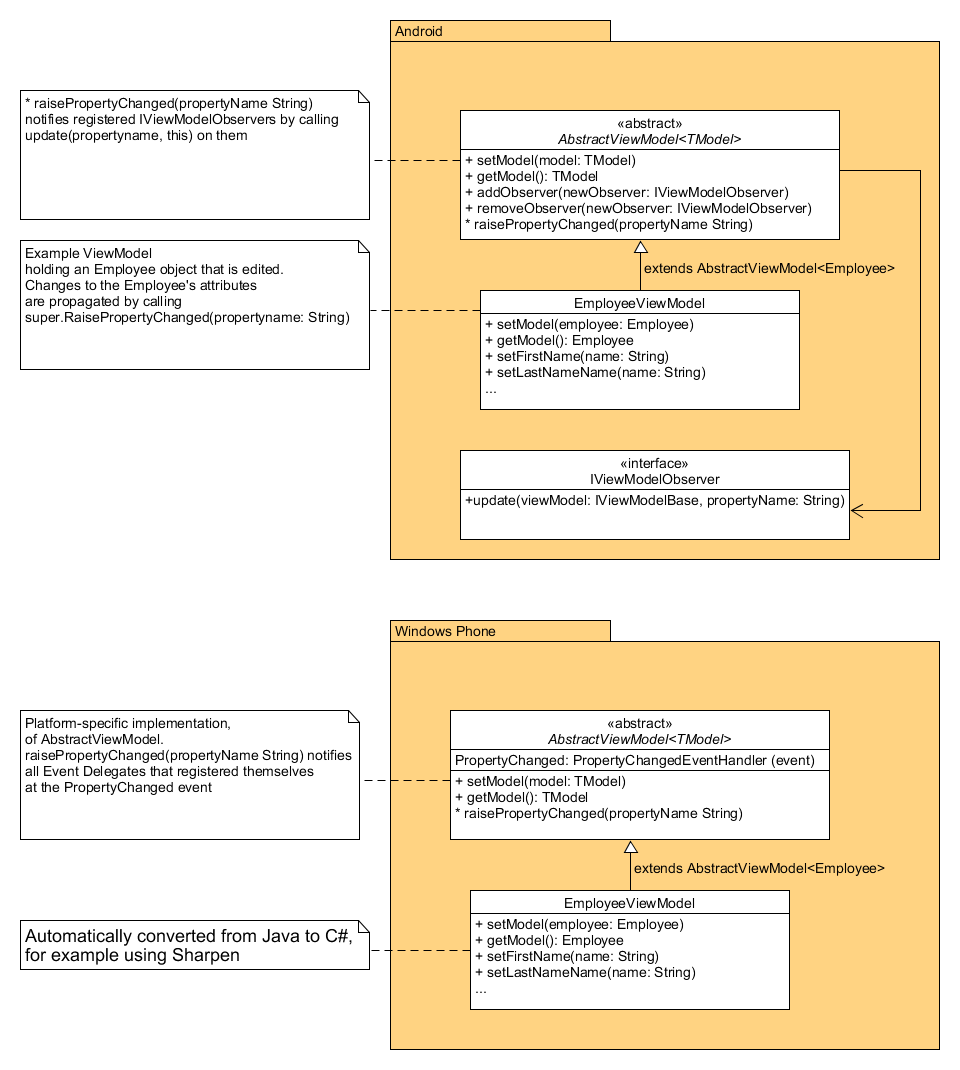 Android
* raisePropertyChanged(propertyName String)
notifies registered IViewModelObservers by calling
update(propertyname, this) on them
«abstract»
AbstractViewModel<TModel>
+ setModel(model: TModel)
+ getModel(): TModel
+ addObserver(newObserver: IViewModelObserver)
+ removeObserver(newObserver: IViewModelObserver)
* raisePropertyChanged(propertyName String)
Example ViewModel
holding an Employee object that is edited.
Changes to the Employee's attributes
are propagated by calling
super.RaisePropertyChanged(propertyname: String)
extends AbstractViewModel<Employee>
EmployeeViewModel
+ setModel(employee: Employee)
+ getModel(): Employee
+ setFirstName(name: String)
+ setLastNameName(name: String)
...
«interface»
IViewModelObserver
+update(viewModel: IViewModelBase, propertyName: String)
Windows Phone
Platform-specific implementation,
of AbstractViewModel.
raisePropertyChanged(propertyName String) notifies
all Event Delegates that registered themselves
at the PropertyChanged event
«abstract»
AbstractViewModel<TModel>
PropertyChanged: PropertyChangedEventHandler (event)
+ setModel(model: TModel)
+ getModel(): TModel
* raisePropertyChanged(propertyName String)
extends AbstractViewModel<Employee>
Automatically converted from Java to C#,
for example using Sharpen
EmployeeViewModel
+ setModel(employee: Employee)
+ getModel(): Employee
+ setFirstName(name: String)
+ setLastNameName(name: String)
...